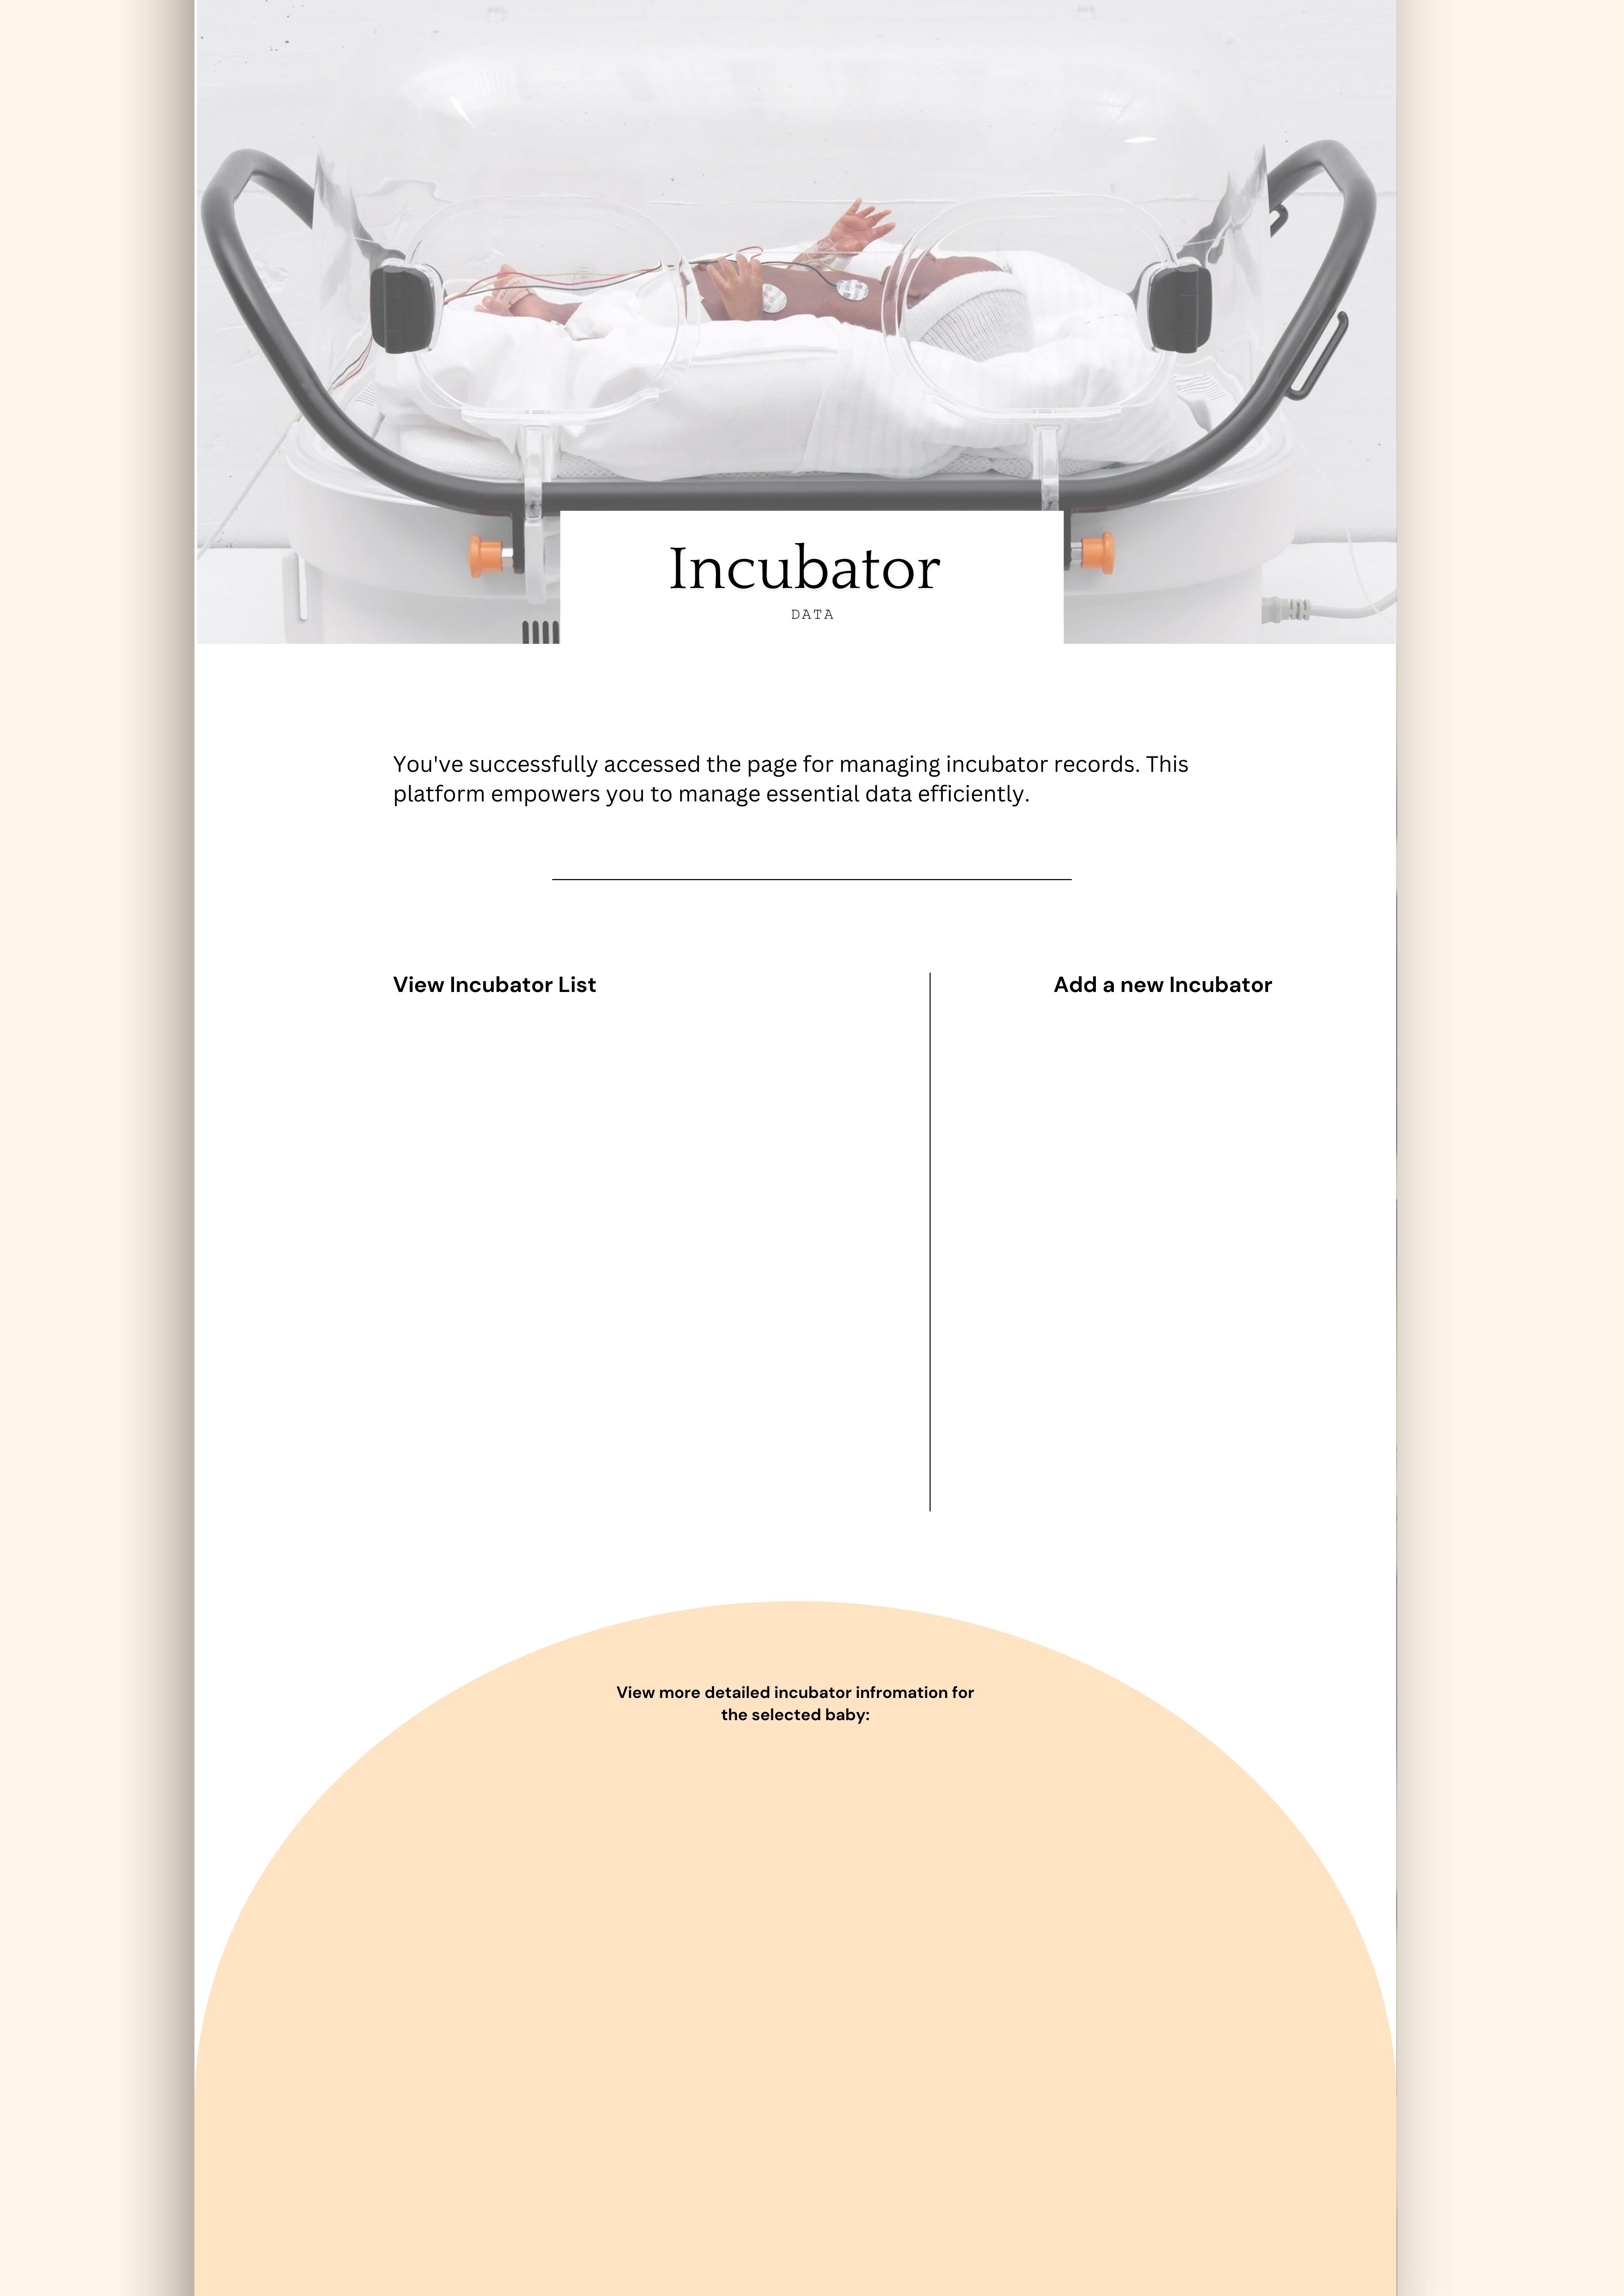 Incubator
DATA
You've successfully accessed the page for managing incubator records. This
platform empowers you to manage essential data efficiently.
View Incubator List
Add a new Incubator
View more detailed incubator infromation for
the selected baby: